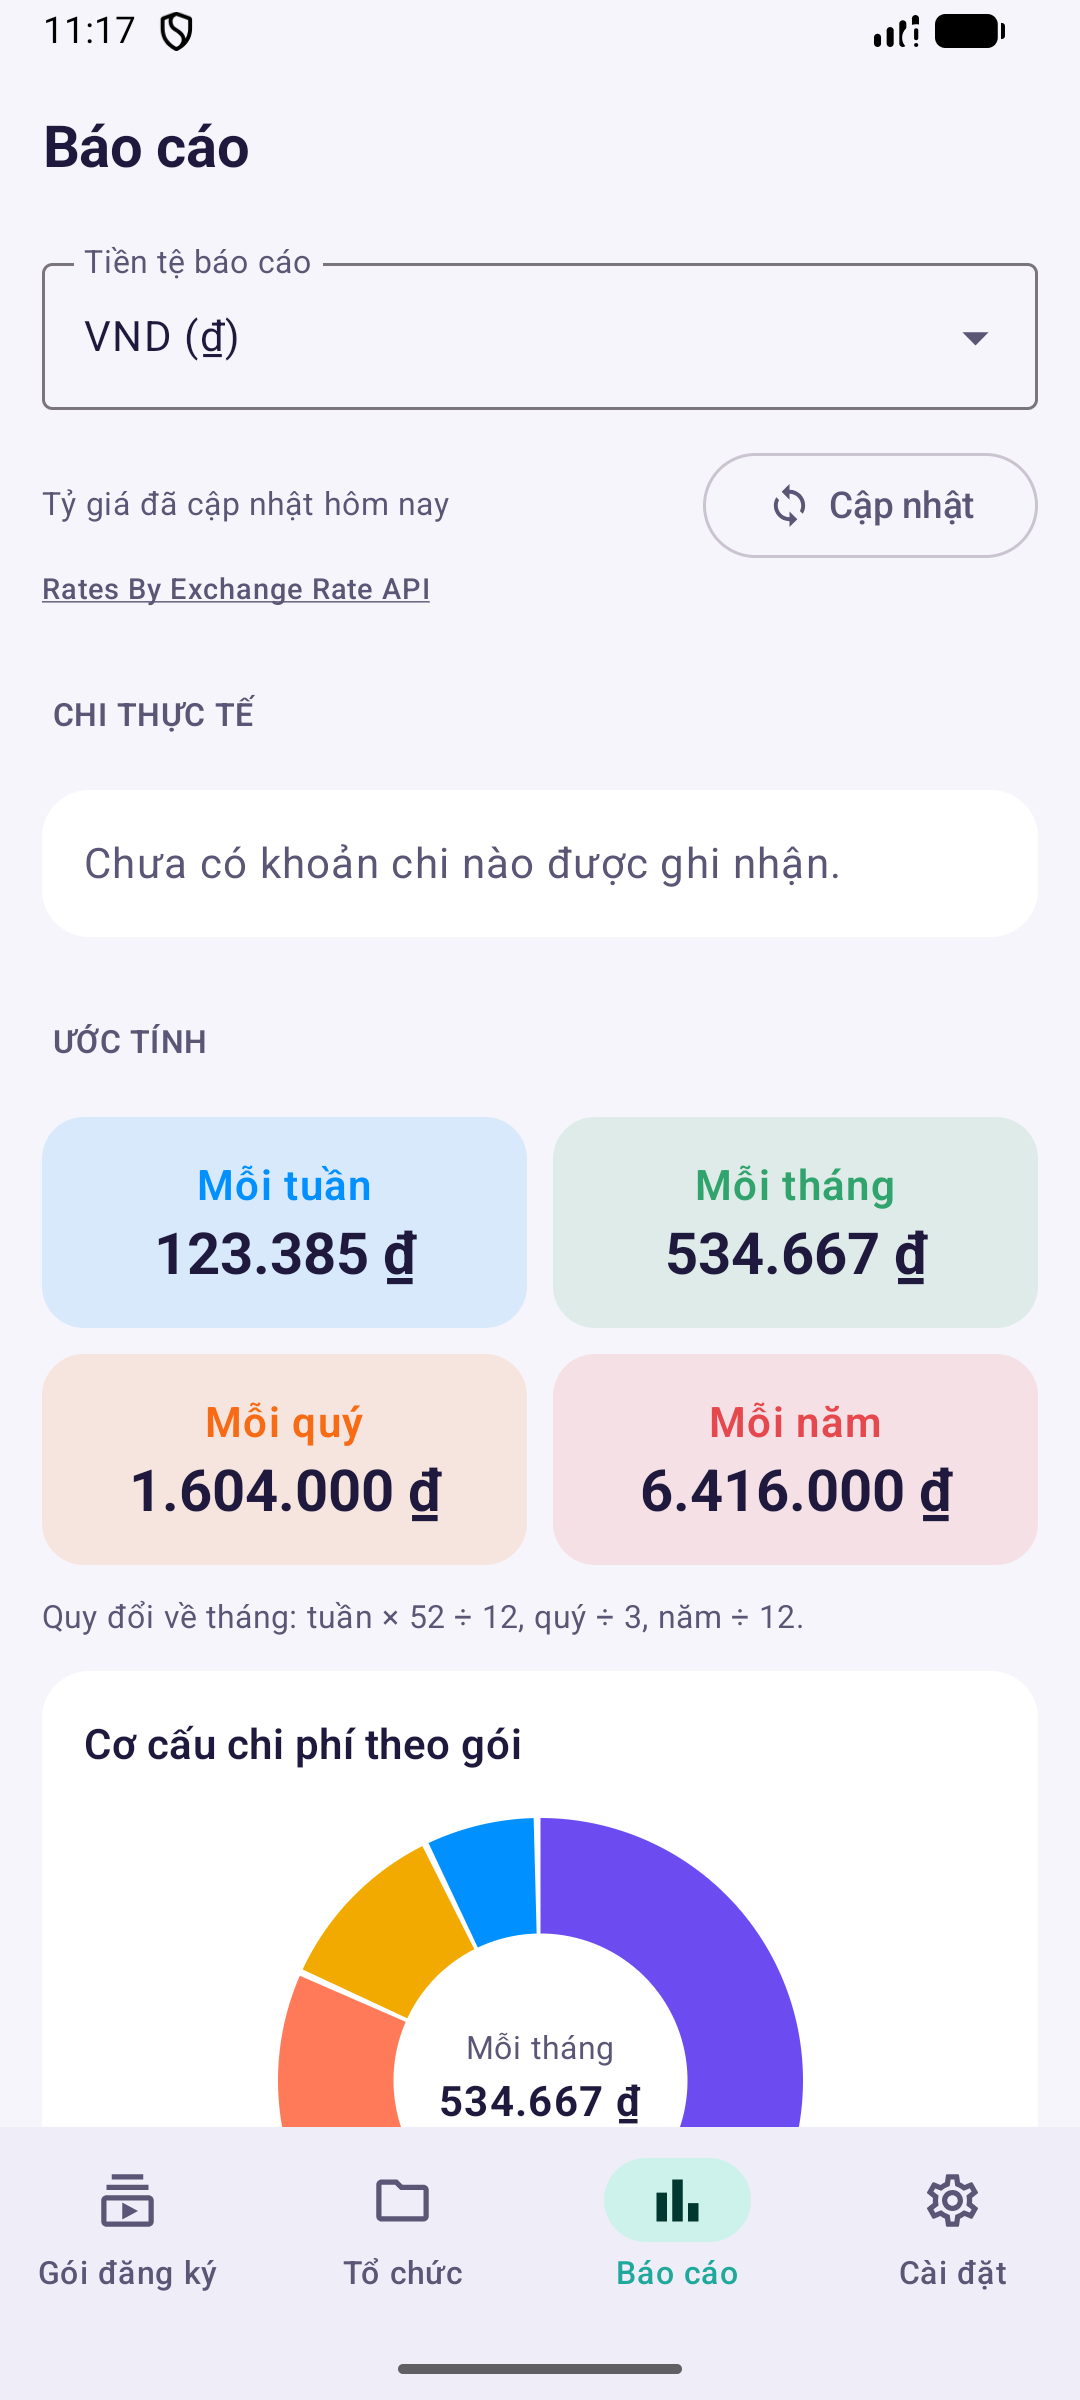 11:17
Báo cáo
Tiền tệ báo cáo
VND (₫)
Tỷ giá đã cập nhật hôm nay
Cập nhật
Rates By Exchange Rate API
CHI THỰC TẾ
Chưa có khoản chi nào được ghi nhận.
ƯỚC TÍNH
Mỗi tuần
123.385 ₫
Mỗi tháng
534.667 ₫
Mỗi quý
1.604.000 ₫
Mỗi năm
6.416.000 ₫
Quy đổi về tháng: tuần × 52 ÷ 12, quý ÷ 3, năm ÷ 12.
Cơ cấu chi phí theo gói
Mỗi tháng
534.667 ₫
Gói đăng ký
Tổ chức
Báo cáo
Cài đặt